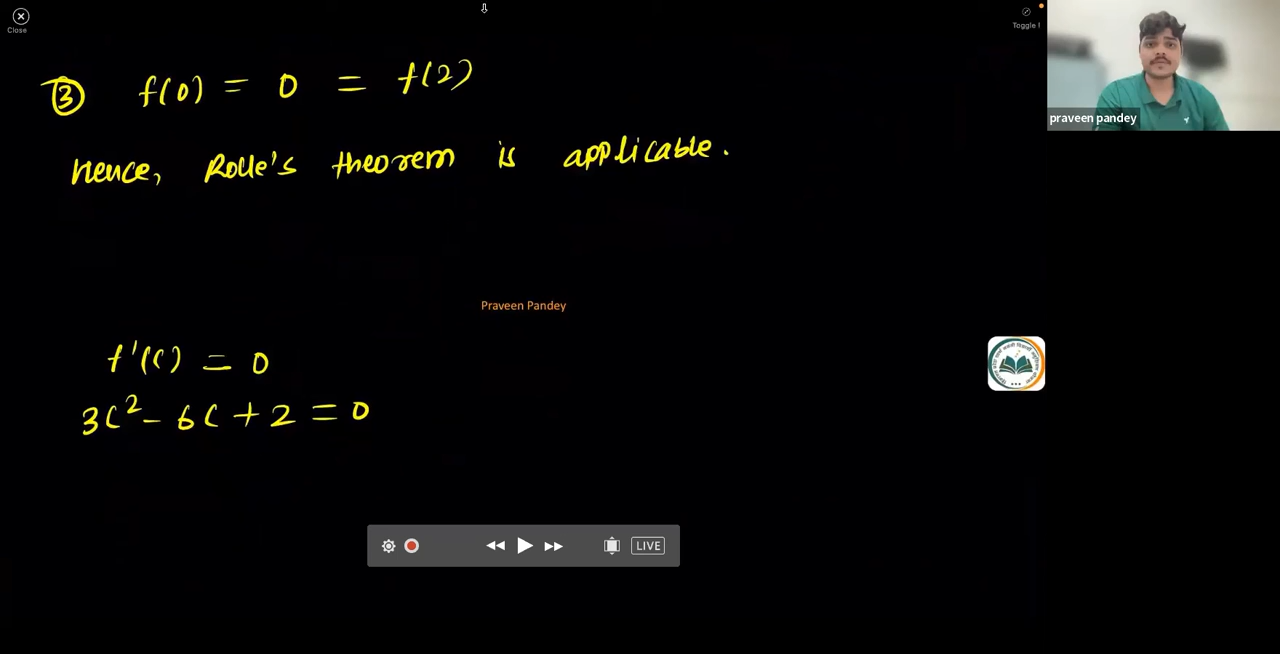 Close
Toggle !
③ f(0) = 0 = f(2)
praveen pandey
Hence, Rolle's theorem is applicable.
Praveen Pandey
f'(c) = 0
3c² - 6c + 2 = 0
LIVE